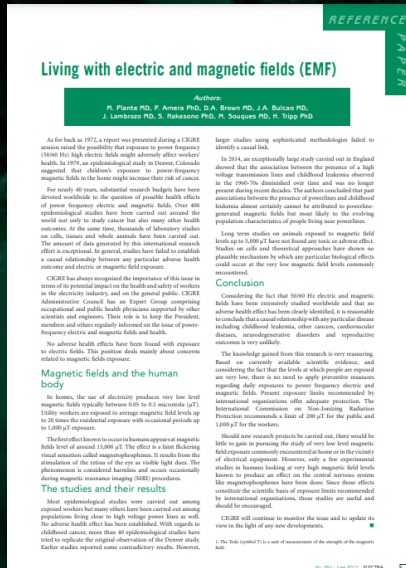 REFERENCE
PAPER
Living with electric and magnetic fields (EMF)
Authors:
M. Plante MD, P. Amera PhD, D.A. Brown MD, J.A. Bulcao MD,
J. Lambrozo MD, S. Nakasono PhD, M. Souques MD, H. Tripp PhD
As far back as 1972, a report was presented during a CIGRE
session raised the possibility that exposure to power frequency
(50/60 Hz) high electric fields might adversely affect workers'
health. In 1979, an epidemiological study in Denver, Colorado
suggested that children's exposure to power-frequency
magnetic fields in the home might increase their risk of cancer.
For nearly 40 years, substantial research budgets have been
devoted worldwide to the question of possible health effects
of power frequency electric and magnetic fields. Over 400
epidemiological studies have been carried out around the
world not only to study cancer but also many other health
outcomes. At the same time, thousands of laboratory studies
on cells, tissues and whole animals have been carried out.
The amount of data generated by this international research
effort is exceptional. In general, studies have failed to establish
a causal relationship between any particular adverse health
outcome and electric or magnetic field exposure.
CIGRE has always recognized the importance of this issue in
terms of its potential impact on the health and safety of workers
in the electricity industry, and on the general public. CIGRE
Administrative Council has an Expert Group comprising
occupational and public health physicians supported by other
scientists and engineers. Their role is to keep the President,
members and others regularly informed on the issue of power-
frequency electric and magnetic fields and health.
No adverse health effects have been found with exposure
to electric fields. This position deals mainly about concerns
related to magnetic fields exposure.
Magnetic fields and the human
body
In homes, the use of electricity produces very low level
magnetic fields typically between 0.05 to 0.5 microtesla (µT).
Utility workers are exposed to average magnetic field levels up
to 20 times the residential exposure with occasional periods up
to 1,000 µT exposure.
The first effect known to occur in humans appears at magnetic
fields level of around 15,000 µT. The effect is a faint flickering
visual sensation called magnetophosphenes. It results from the
stimulation of the retina of the eye as visible light does. The
phenomenon is considered harmless and occurs occasionally
during magnetic resonance imaging (MRI) procedures.
The studies and their results
Most epidemiological studies were carried out among
exposed workers but many others have been carried out among
populations living close to high voltage power lines as well.
No adverse health effect has been established. With regards to
childhood cancer, more than 40 epidemiological studies have
tried to replicate the original observation of the Denver study.
Earlier studies reported some contradictory results. However,
larger studies using sophisticated methodologies failed to
identify a causal link.
In 2014, an exceptionally large study carried out in England
showed that the association between the presence of a high
voltage transmission lines and childhood leukaemia observed
in the 1960-70s diminished over time and was no longer
present during recent decades. The authors concluded that past
associations between the presence of powerlines and childhood
leukaemia almost certainly cannot be attributed to powerline-
generated magnetic fields but most likely to the evolving
population characteristics of people living near powerlines.
Long term studies on animals exposed to magnetic field
levels up to 5,000 µT have not found any toxic or adverse effect.
Studies on cells and theoretical approaches have shown no
plausible mechanism by which any particular biological effects
could occur at the very low magnetic field levels commonly
encountered.
Conclusion
Considering the fact that 50/60 Hz electric and magnetic
fields have been extensively studied worldwide and that no
adverse health effect has been clearly identified, it is reasonable
to conclude that a causal relationship with any particular disease
including childhood leukaemia, other cancers, cardiovascular
diseases, neurodegenerative disorders and reproductive
outcomes is very unlikely.
The knowledge gained from this research is very reassuring.
Based on currently available scientific evidence, and
considering the fact that the levels at which people are exposed
are very low, there is no need to apply preventive measures
regarding daily exposures to power frequency electric and
magnetic fields. Present exposure limits recommended by
international organizations offer adequate protection. The
International Commission on Non-Ionizing Radiation
Protection recommends a limit of 200 µT for the public and
1,000 µT for the workers.
Should new research projects be carried out, there would be
little to gain in pursuing the study of very low level of magnetic
field exposure commonly encountered at home or in the vicinity
of electrical equipment. However, only a few experimental
studies in humans looking at very high magnetic field levels
known to produce an effect on the central nervous system
like magnetophosphenes have been done. Since these effects
constitute the scientific basis of exposure limits recommended
by international organizations, those studies are useful and
should be encouraged.
CIGRE will continue to monitor the issue and to update its
view in the light of any new developments.
1. The Tesla (symbol T) is a unit of measurement of the strength of the magnetic
field.
ELECTRA